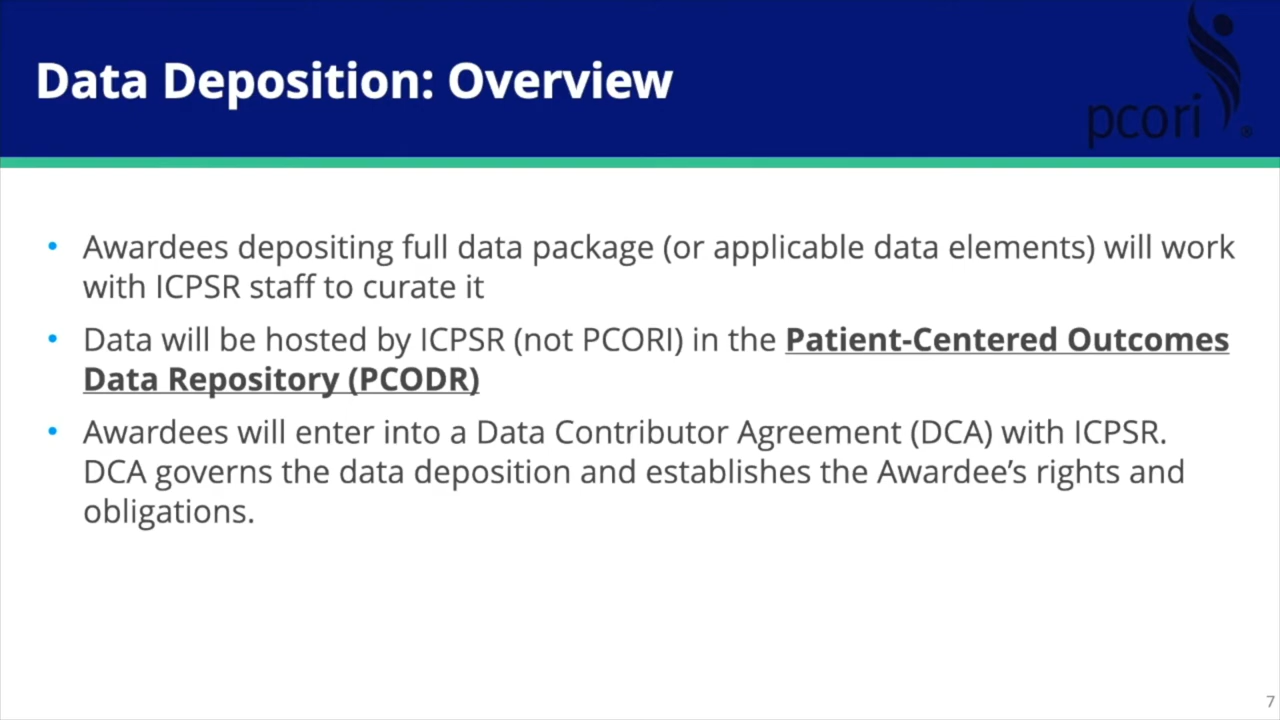 Data Deposition: Overview
pcori®
• Awardees depositing full data package (or applicable data elements) will work
with ICPSR staff to curate it
• Data will be hosted by ICPSR (not PCORI) in the Patient-Centered Outcomes
Data Repository (PCODR)
• Awardees will enter into a Data Contributor Agreement (DCA) with ICPSR.
DCA governs the data deposition and establishes the Awardee’s rights and
obligations.
7